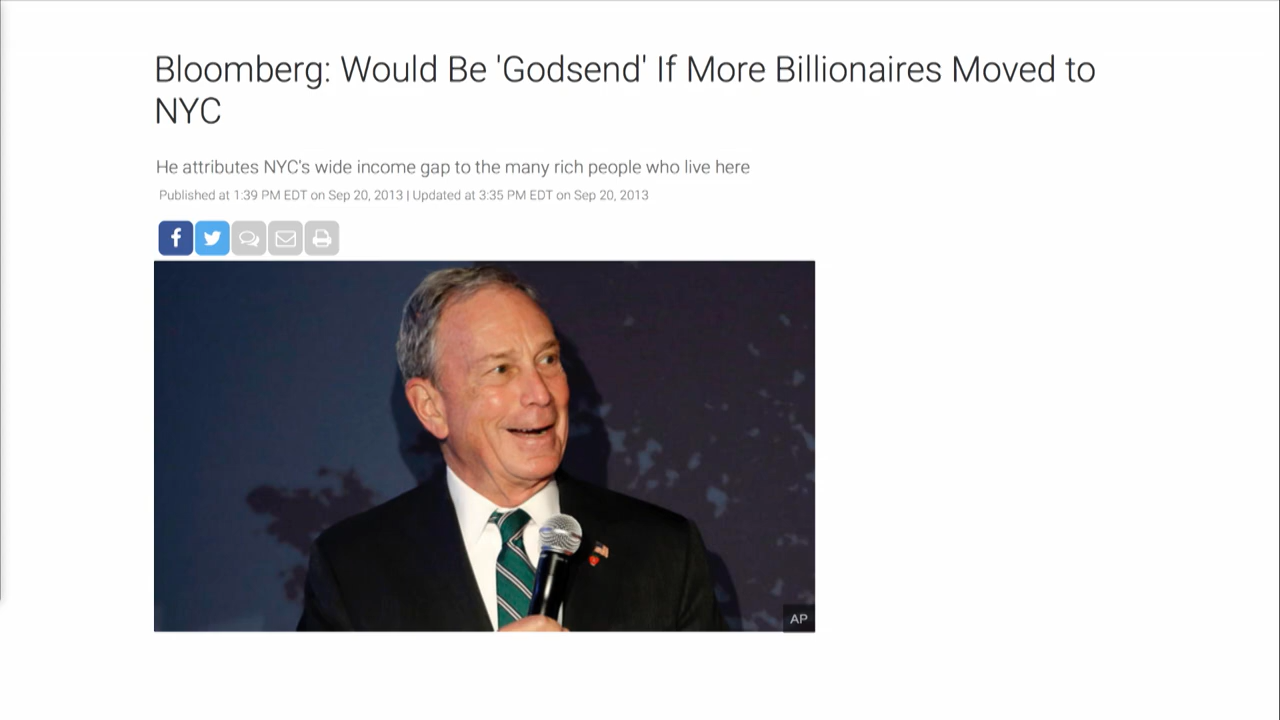 Bloomberg: Would Be 'Godsend' If More Billionaires Moved to
NYC
He attributes NYC's wide income gap to the many rich people who live here
Published at 1:39 PM EDT on Sep 20, 2013 | Updated at 3:35 PM EDT on Sep 20, 2013
AP